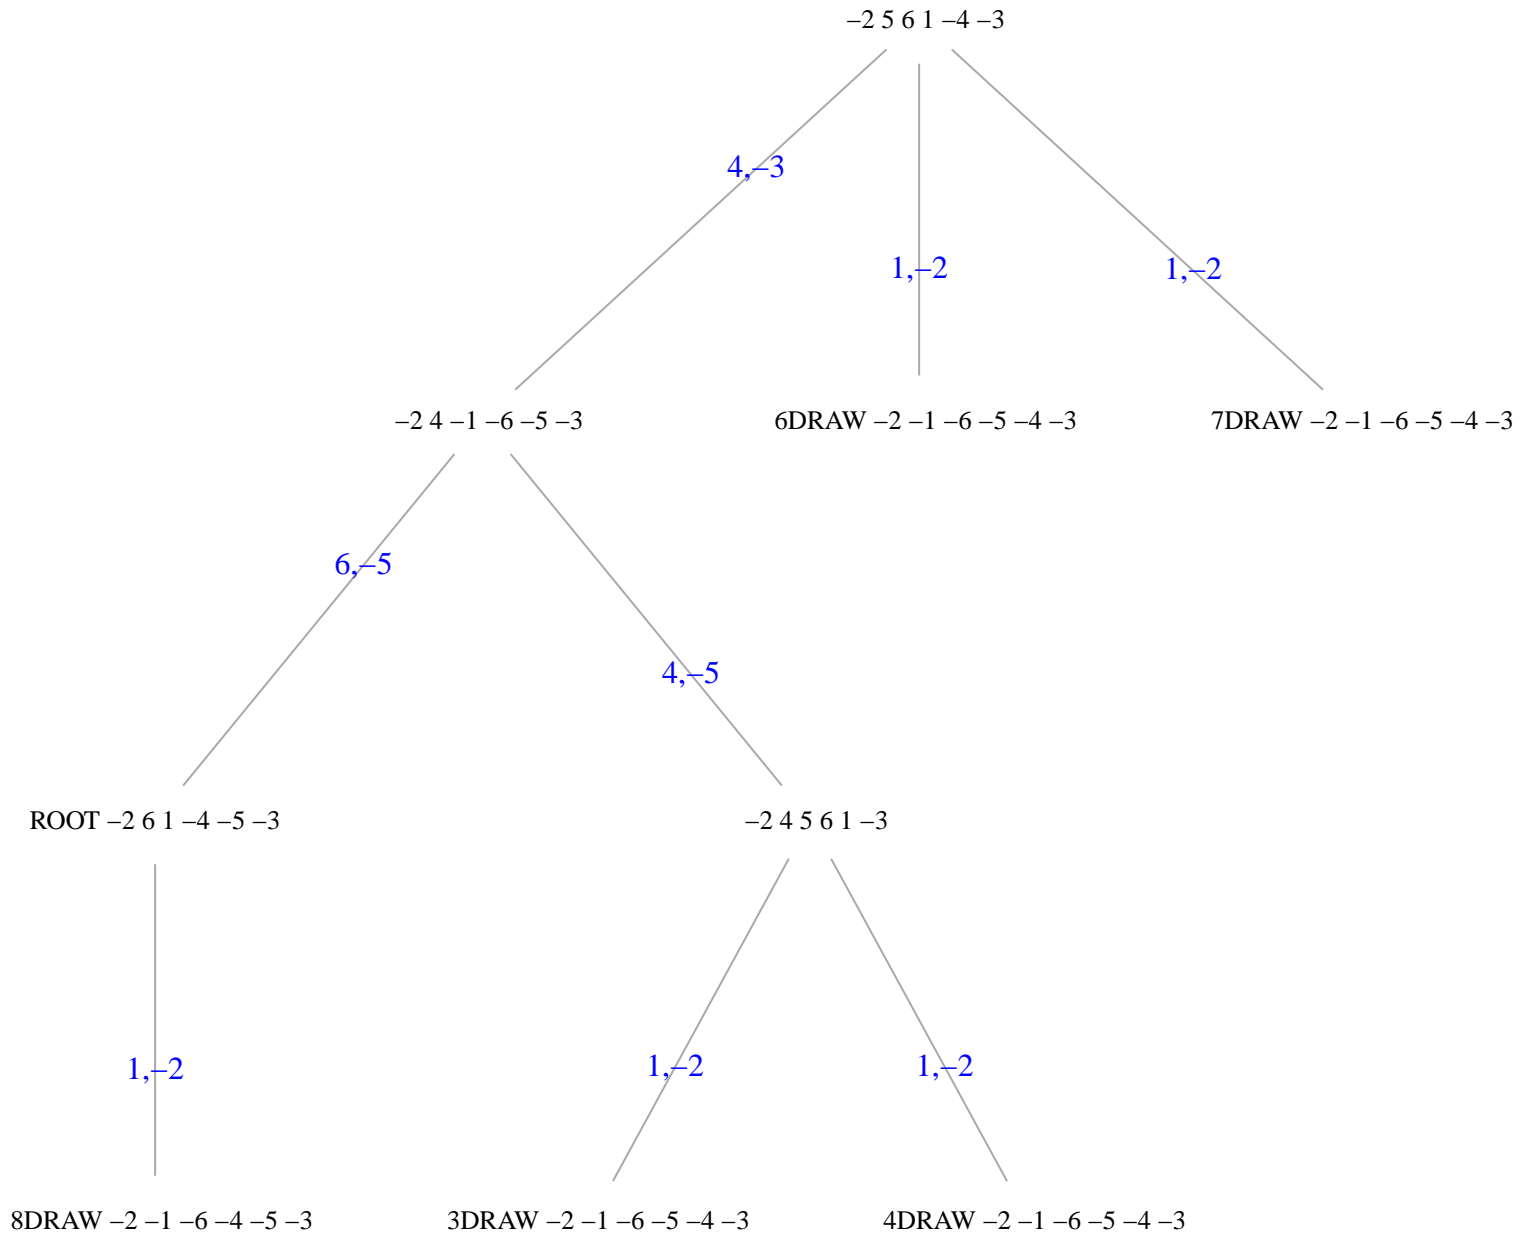 –2 5 6 1 –4 –3
4,–3
1,–2
1,–2
–2 4 –1 –6 –5 –3
6DRAW –2 –1 –6 –5 –4 –3
7DRAW –2 –1 –6 –5 –4 –3
6,–5
4,–5
ROOT –2 6 1 –4 –5 –3
–2 4 5 6 1 –3
1,–2
1,–2
1,–2
8DRAW –2 –1 –6 –4 –5 –3
3DRAW –2 –1 –6 –5 –4 –3
4DRAW –2 –1 –6 –5 –4 –3